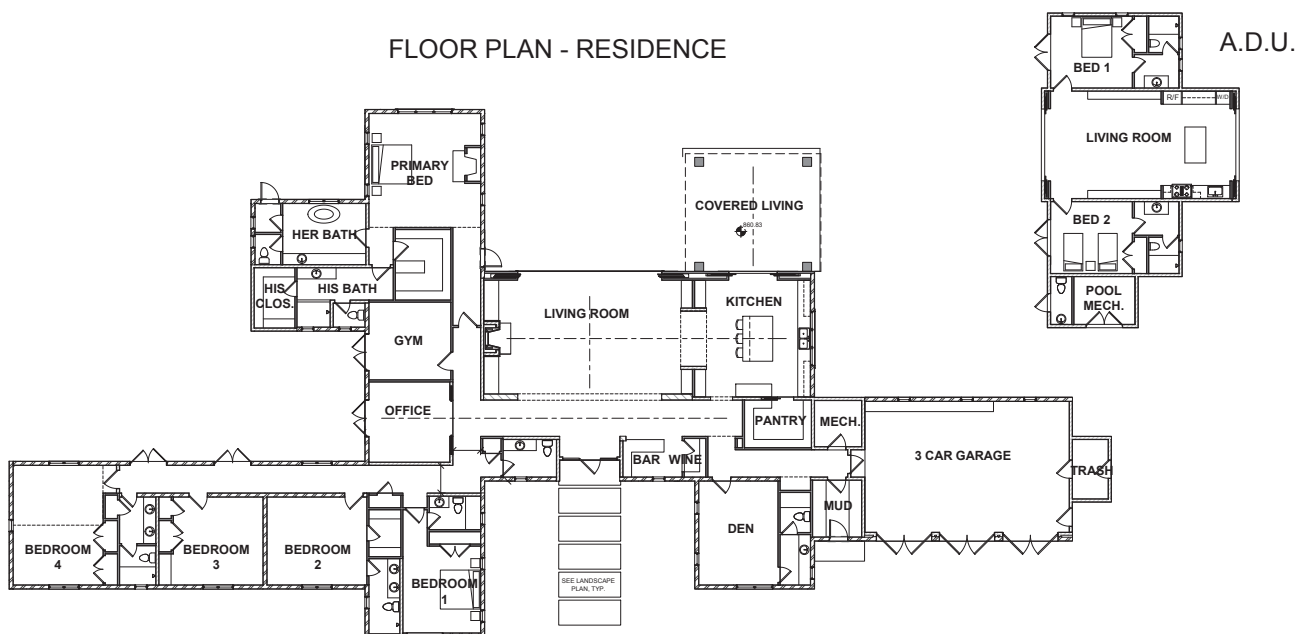 FLOOR PLAN - RESIDENCE
A.D.U.
BED 1
R/F
W/D
LIVING ROOM
BED 2
POOL
MECH.
PRIMARY
BED
COVERED LIVING
860.83
HER BATH
HIS BATH
HIS
CLOS.
LIVING ROOM
KITCHEN
GYM
OFFICE
PANTRY
MECH.
3 CAR GARAGE
TRASH
BAR
WINE
MUD
DEN
BEDROOM
4
BEDROOM
3
BEDROOM
2
BEDROOM
1
SEE LANDSCAPE
PLAN, TYP.